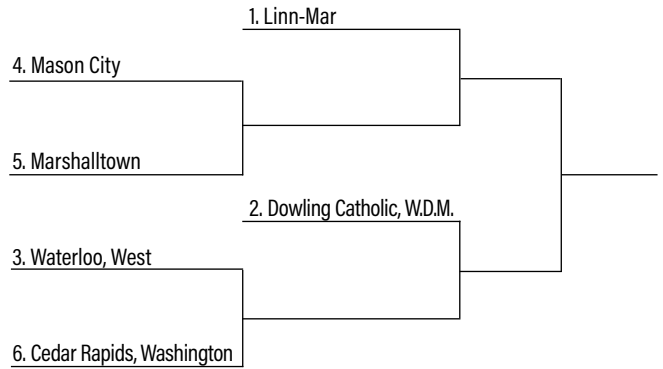 1. Linn-Mar
4. Mason City
5. Marshalltown
2. Dowling Catholic, W.D.M.
3. Waterloo, West
6. Cedar Rapids, Washington